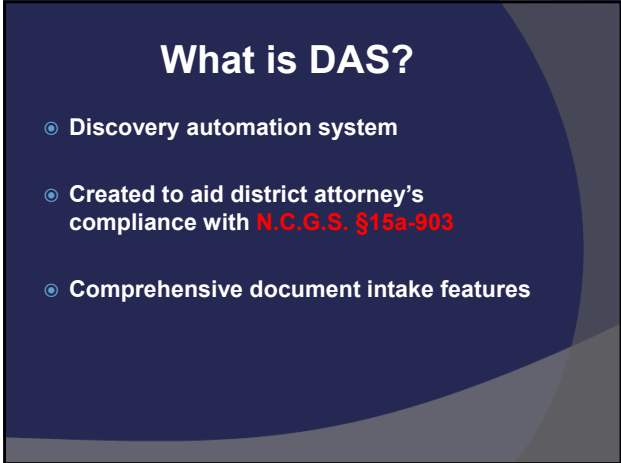 What is DAS?
Discovery automation system
Created to aid district attorney's
compliance with N.C.G.S. §15a-903
Comprehensive document intake features